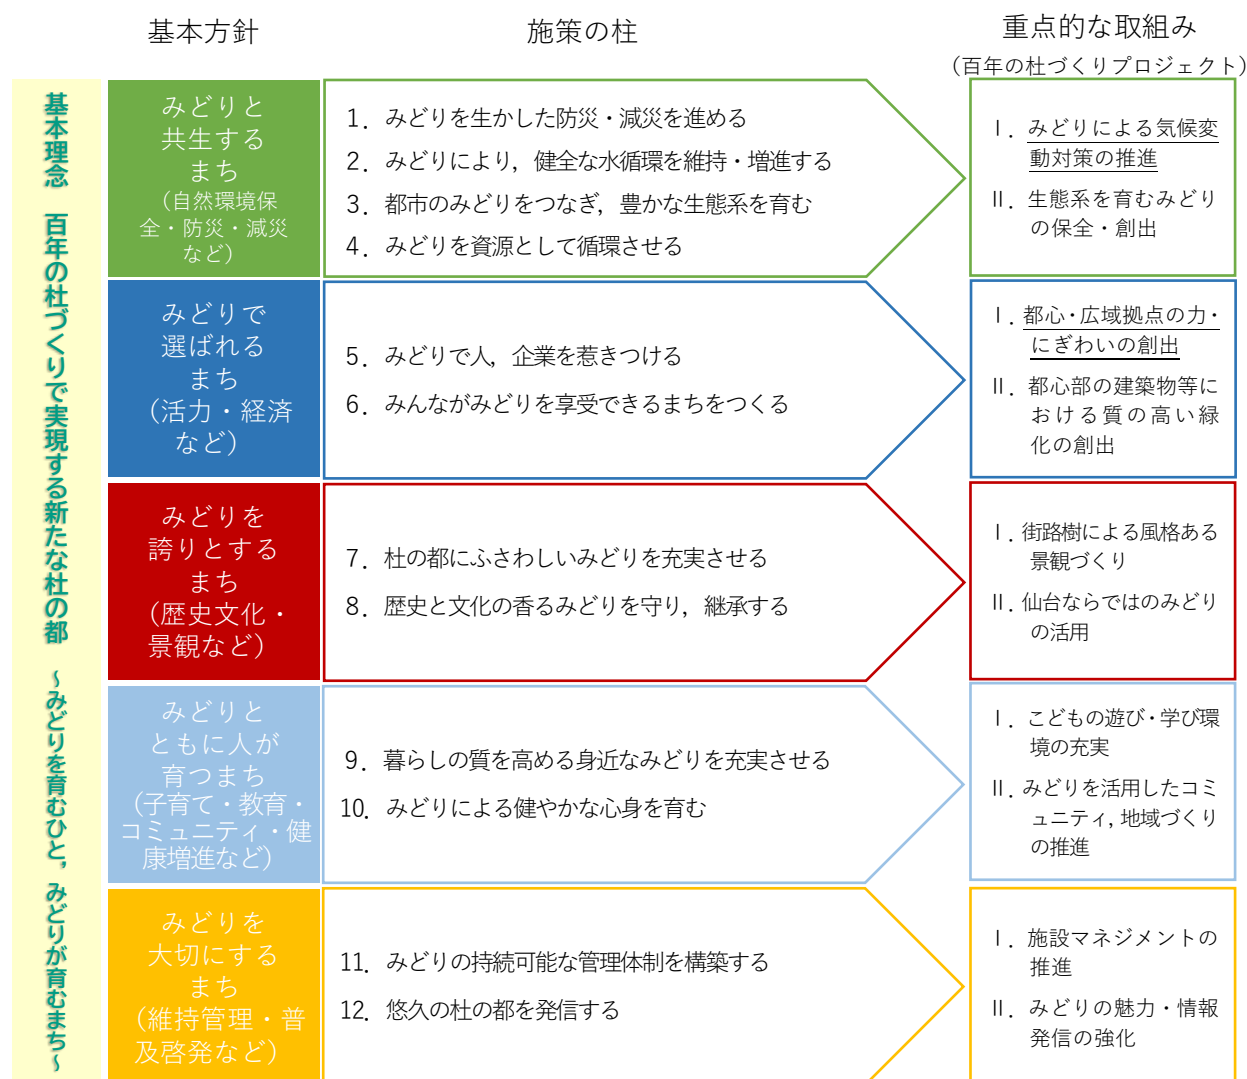 基本方針
施策の柱
重点的な取組み
（百年の杜づくりプロジェクト）
基本理念　百年の杜づくりで実現する新たな杜の都　～みどりを育むひと，みどりが育むまち～
みどりと
共生する
まち
（自然環境保
全・防災・減災
など）
1．みどりを生かした防災・減災を進める
2．みどりにより，健全な水循環を維持・増進する
3．都市のみどりをつなぎ，豊かな生態系を育む
4．みどりを資源として循環させる
Ⅰ．みどりによる気候変
動対策の推進
Ⅱ．生態系を育むみどり
の保全・創出
みどりで
選ばれる
まち
（活力・経済
など）
5．みどりで人，企業を惹きつける
6．みんながみどりを享受できるまちをつくる
Ⅰ．都心・広域拠点の力・
にぎわいの創出
Ⅱ．都心部の建築物等に
おける質の高い緑
化の創出
みどりを
誇りとする
まち
（歴史文化・
景観など）
7．杜の都にふさわしいみどりを充実させる
8．歴史と文化の香るみどりを守り，継承する
Ⅰ．街路樹による風格ある
景観づくり
Ⅱ．仙台ならではのみどり
の活用
みどりと
ともに人が
育つまち
（子育て・教育・
コミュニティ・健
康増進など）
9．暮らしの質を高める身近なみどりを充実させる
10．みどりによる健やかな心身を育む
Ⅰ．こどもの遊び・学び環
境の充実
Ⅱ．みどりを活用したコミ
ュニティ，地域づくり
の推進
みどりを
大切にする
まち
（維持管理・普
及啓発など）
11．みどりの持続可能な管理体制を構築する
12．悠久の杜の都を発信する
Ⅰ．施設マネジメントの
推進
Ⅱ．みどりの魅力・情報
発信の強化